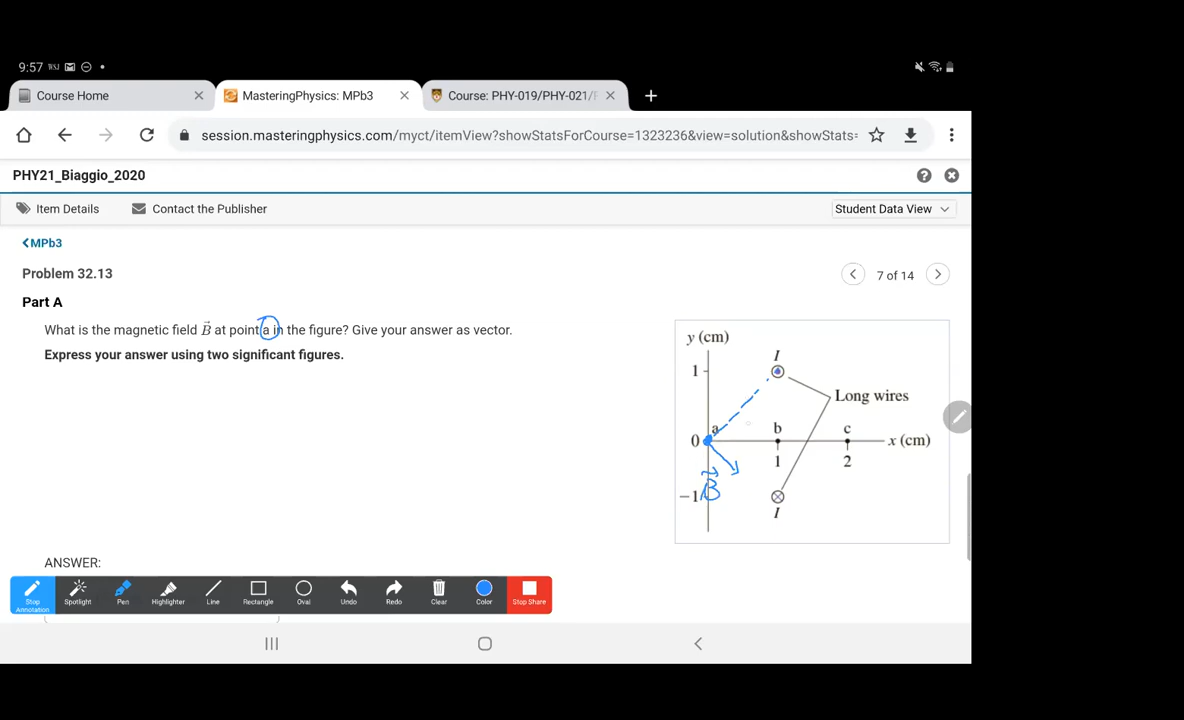 9:57 WSJ
Course Home
MasteringPhysics: MPb3
Course: PHY-019/PHY-021/F
session.masteringphysics.com/myct/itemView?showStatsForCourse=1323236&view=solution&showStats=
PHY21_Biaggio_2020
Item Details
Contact the Publisher
Student Data View
MPb3
Problem 32.13
7 of 14
Part A
What is the magnetic field B⃗ at point a in the figure? Give your answer as vector.
Express your answer using two significant figures.
y (cm)
I
1
Long wires
a b c
0 x (cm)
1 2
−1 B⃗
I
ANSWER:
Stop Annotation
Spotlight
Pen
Highlighter
Line
Rectangle
Oval
Undo
Redo
Clear
Color
Stop Share